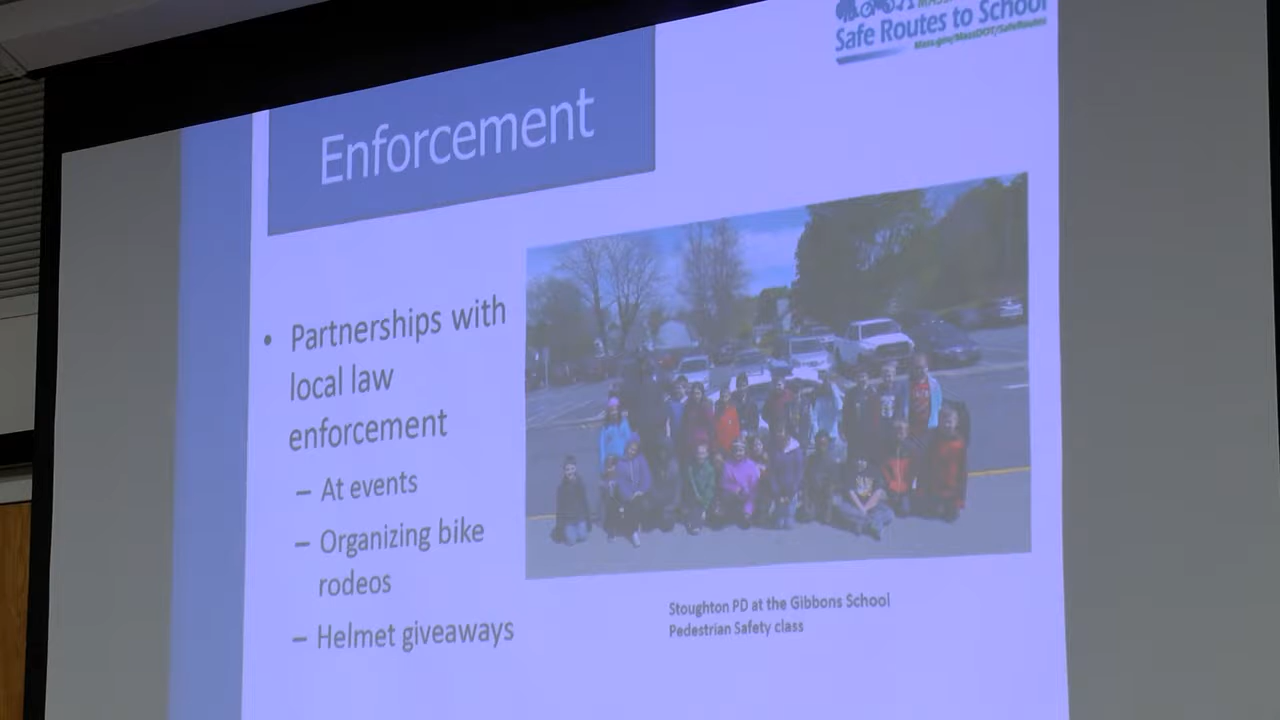 Safe Routes to School
Mass.gov/MassDOT/SafeRoutes
Enforcement
• Partnerships with
local law
enforcement
– At events
– Organizing bike
rodeos
– Helmet giveaways
Stoughton PD at the Gibbons School
Pedestrian Safety class